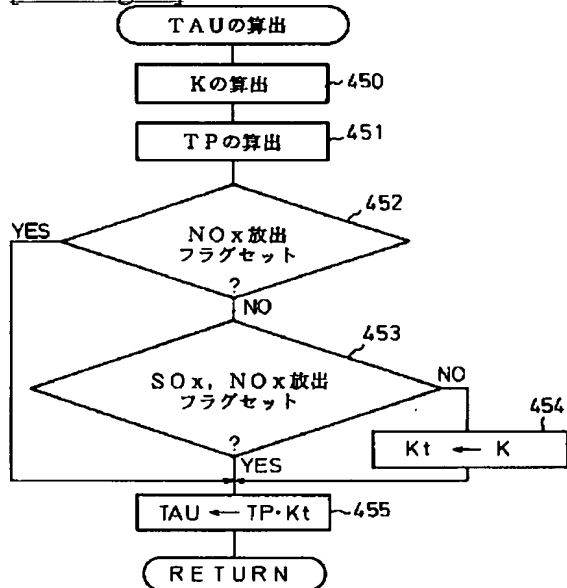 TAUの算出
Kの算出
450
TPの算出
451
452
YES
NOx放出
フラグセット
?
NO
453
SOx, NOx放出
フラグセット
NO
454
Kt ← K
?
YES
TAU ← TP・Kt
455
RETURN